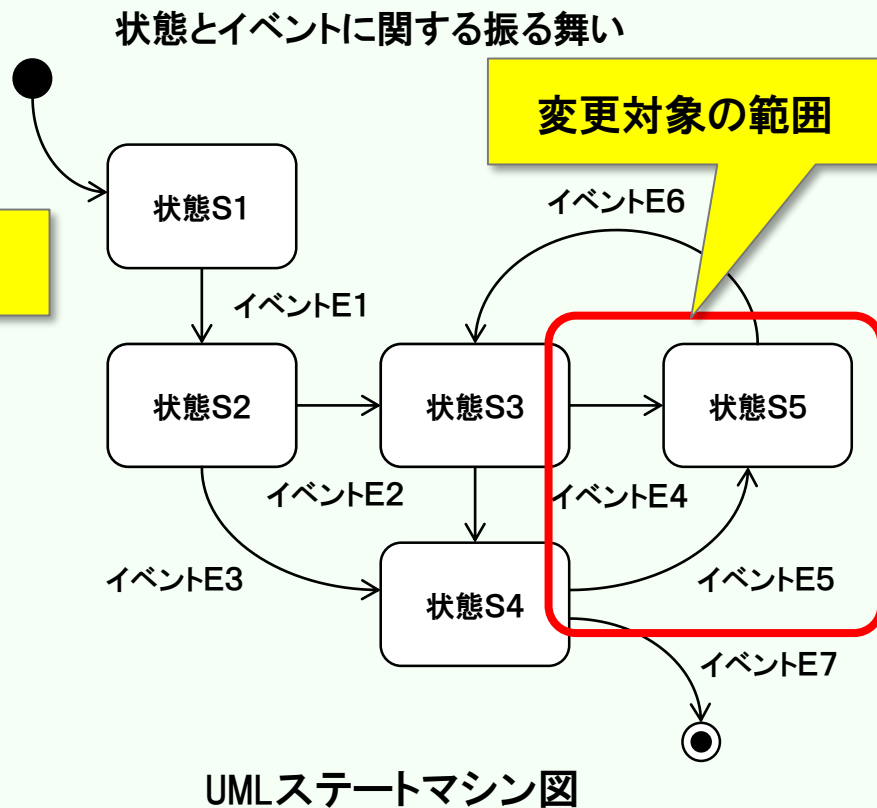 状態とイベントに関する振る舞い
変更対象の範囲
状態S1
イベントE6
イベントE1
状態S2
状態S3
状態S5
イベントE2
イベントE4
イベントE3
状態S4
イベントE5
イベントE7
UMLステートマシン図